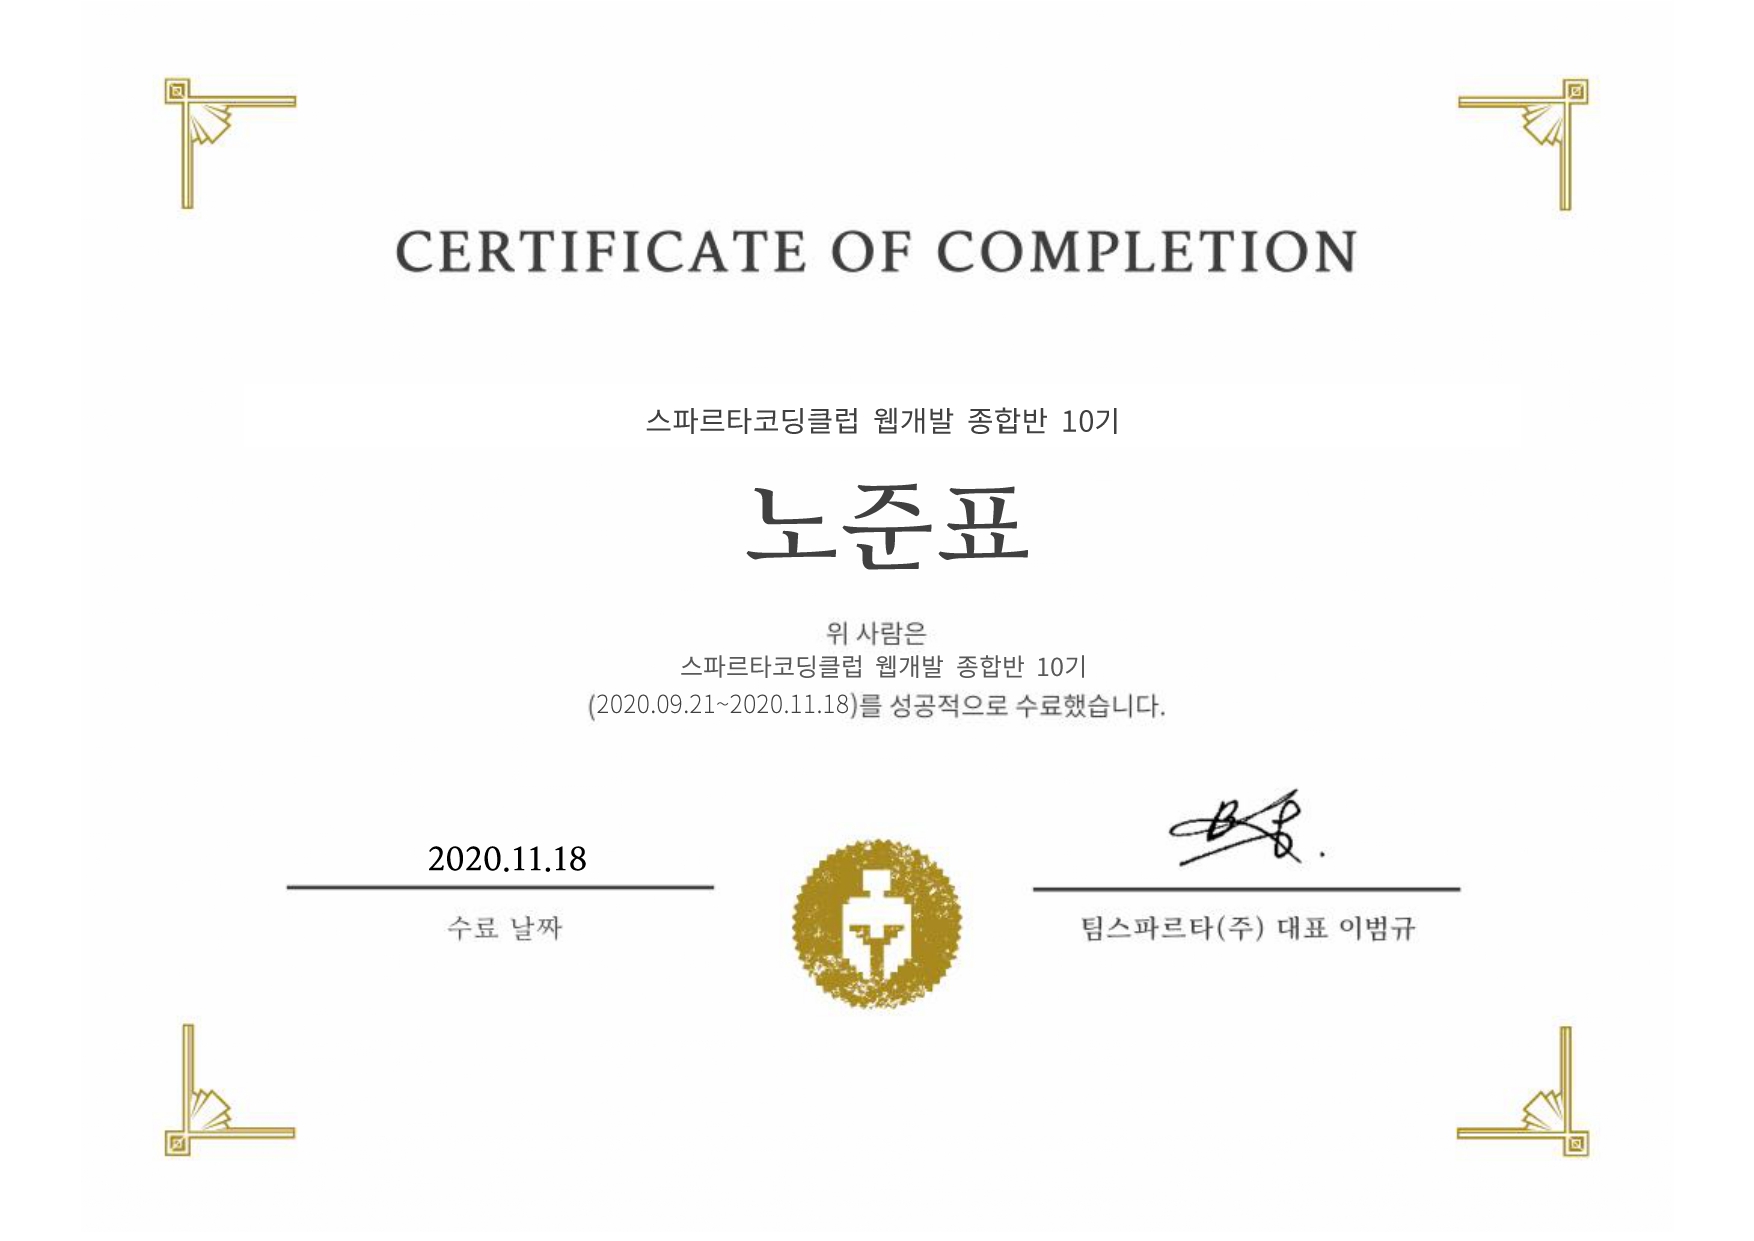 CERTIFICATE OF COMPLETION
스파르타코딩클럽 웹개발 종합반 10기
노준표
위 사람은
스파르타코딩클럽 웹개발 종합반 10기
(2020.09.21~2020.11.18)를 성공적으로 수료했습니다.
2020.11.18
수료 날짜
팀스파르타(주) 대표 이범규